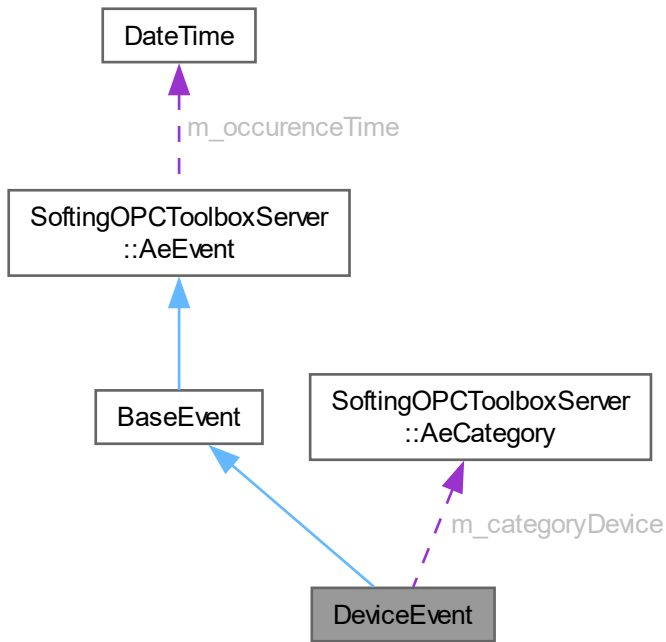 DateTime
m_occurenceTime
SoftingOPCToolboxServer
::AeEvent
BaseEvent
SoftingOPCToolboxServer
::AeCategory
m_categoryDevice
DeviceEvent